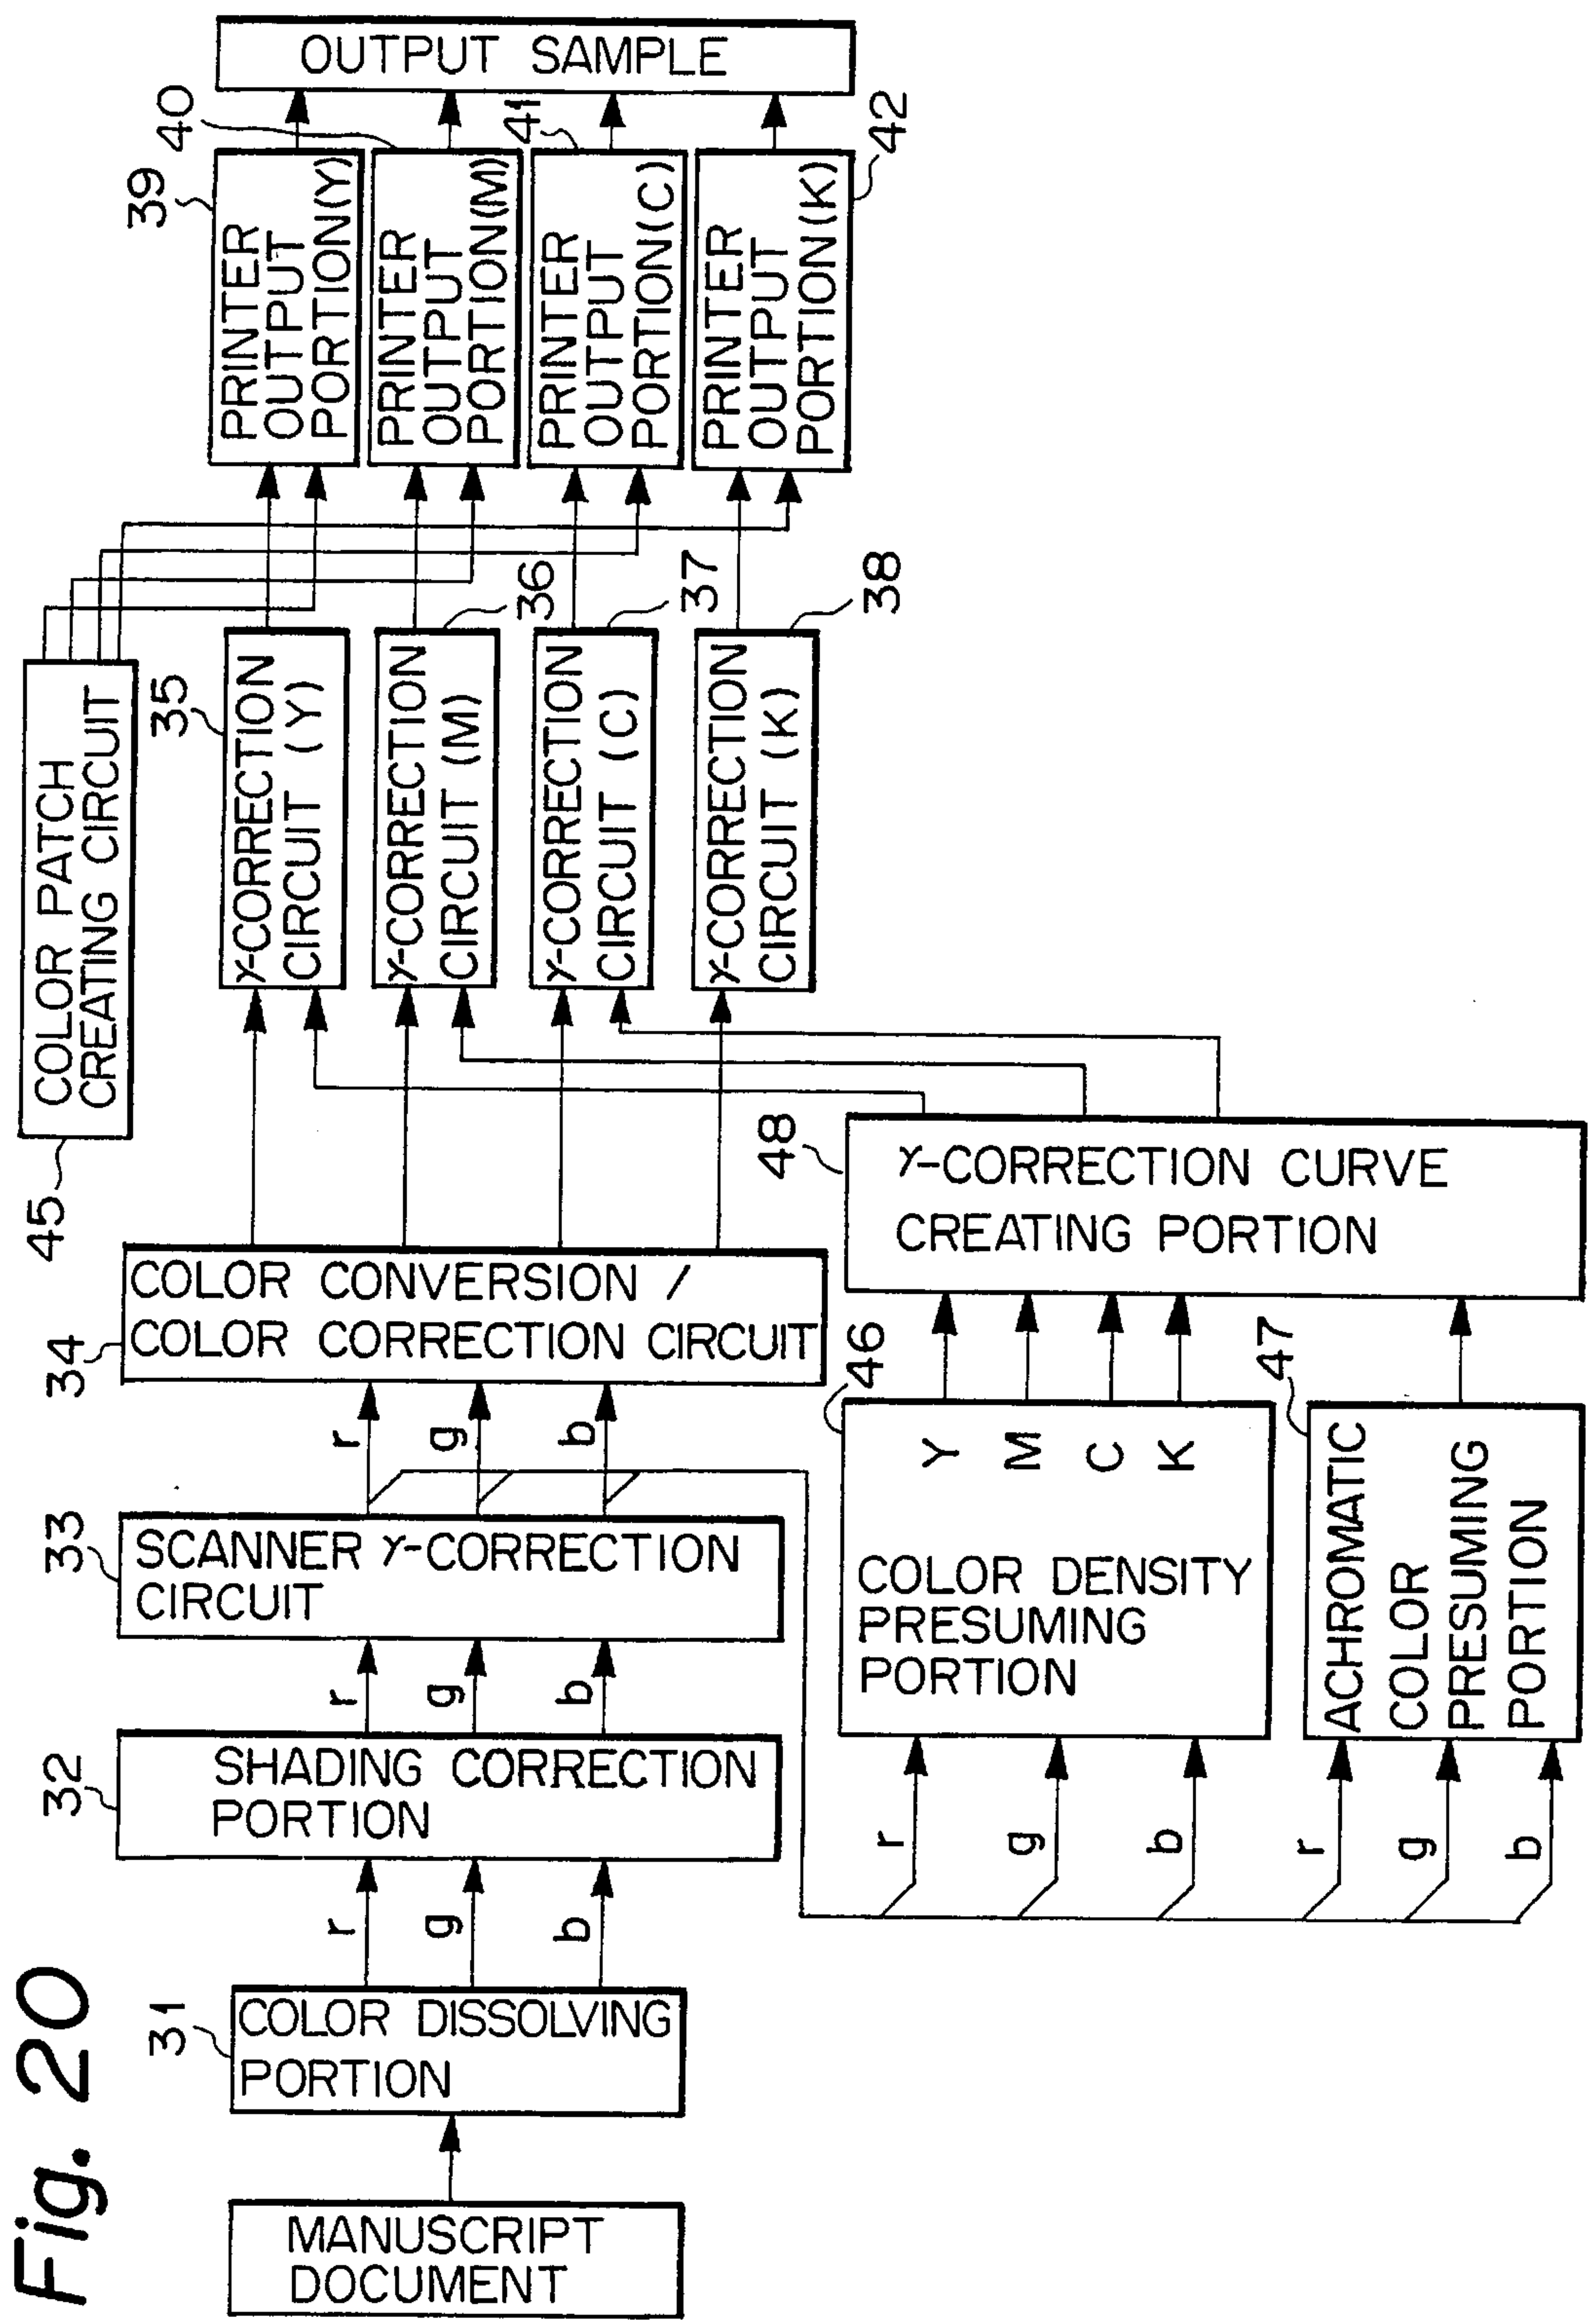 Fig. 20
MANUSCRIPT
DOCUMENT
31
COLOR DISSOLVING
PORTION
r
g
b
32
SHADING CORRECTION
PORTION
r
g
b
33
SCANNER γ-CORRECTION
CIRCUIT
r
g
b
34
COLOR CONVERSION /
COLOR CORRECTION CIRCUIT
45
COLOR PATCH
CREATING CIRCUIT
35
γ-CORRECTION
CIRCUIT (Y)
γ-CORRECTION
CIRCUIT (M)
36
γ-CORRECTION
CIRCUIT (C)
37
γ-CORRECTION
CIRCUIT (K)
38
39
PRINTER
OUTPUT
PORTION(Y)
40
PRINTER
OUTPUT
PORTION(M)
41
PRINTER
OUTPUT
PORTION(C)
PRINTER
OUTPUT
PORTION(K)
42
OUTPUT SAMPLE
r
g
b
46
Y
M
C
K
COLOR DENSITY
PRESUMING
PORTION
r
g
b
47
ACHROMATIC
COLOR
PRESUMING
PORTION
48
γ-CORRECTION CURVE
CREATING PORTION